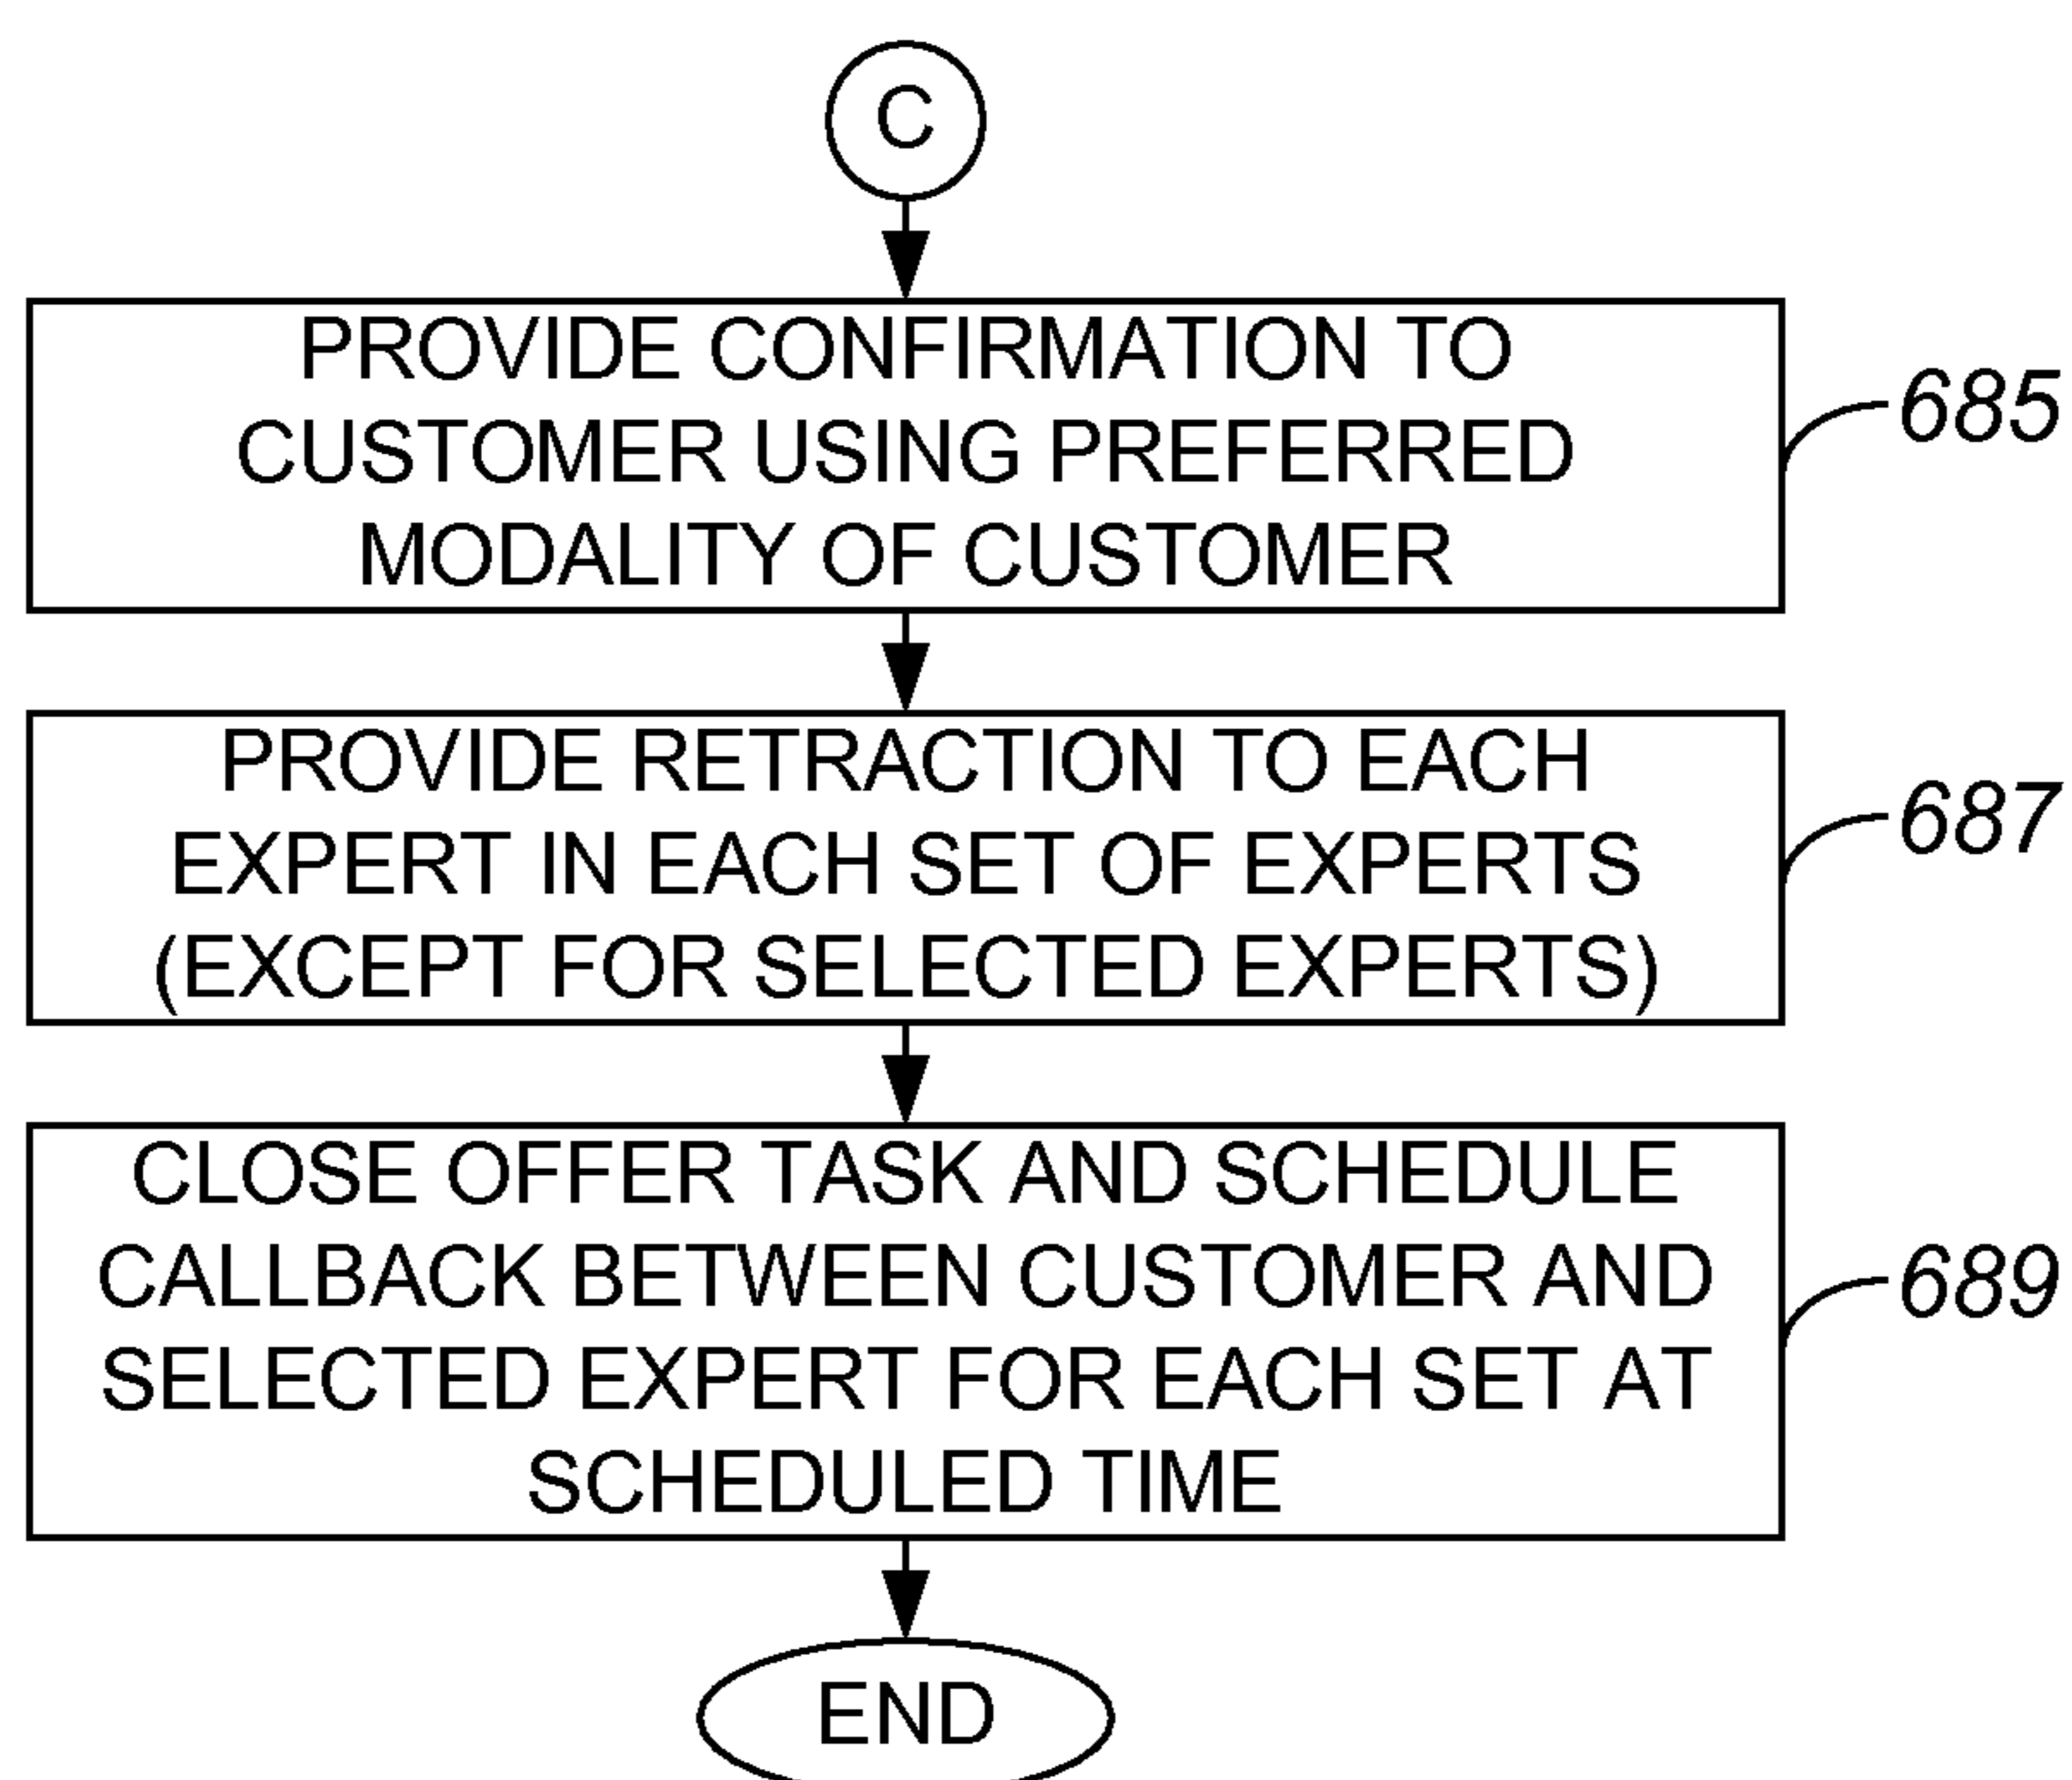 C
PROVIDE CONFIRMATION TO
CUSTOMER USING PREFERRED
MODALITY OF CUSTOMER
685
PROVIDE RETRACTION TO EACH
EXPERT IN EACH SET OF EXPERTS
(EXCEPT FOR SELECTED EXPERTS)
687
CLOSE OFFER TASK AND SCHEDULE
CALLBACK BETWEEN CUSTOMER AND
SELECTED EXPERT FOR EACH SET AT
SCHEDULED TIME
689
END